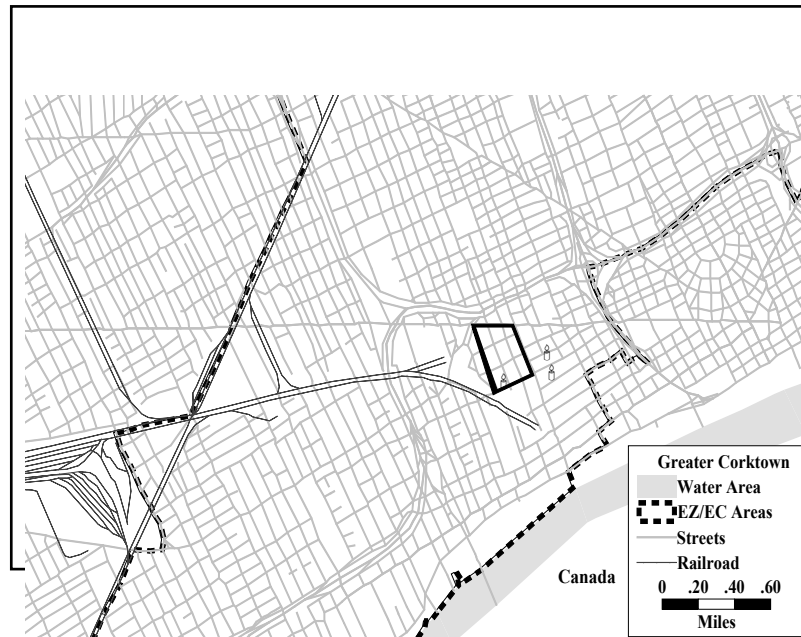 Greater Corktown
Water Area
EZ/EC Areas
Streets
Railroad
0 .20 .40 .60
Miles
Canada